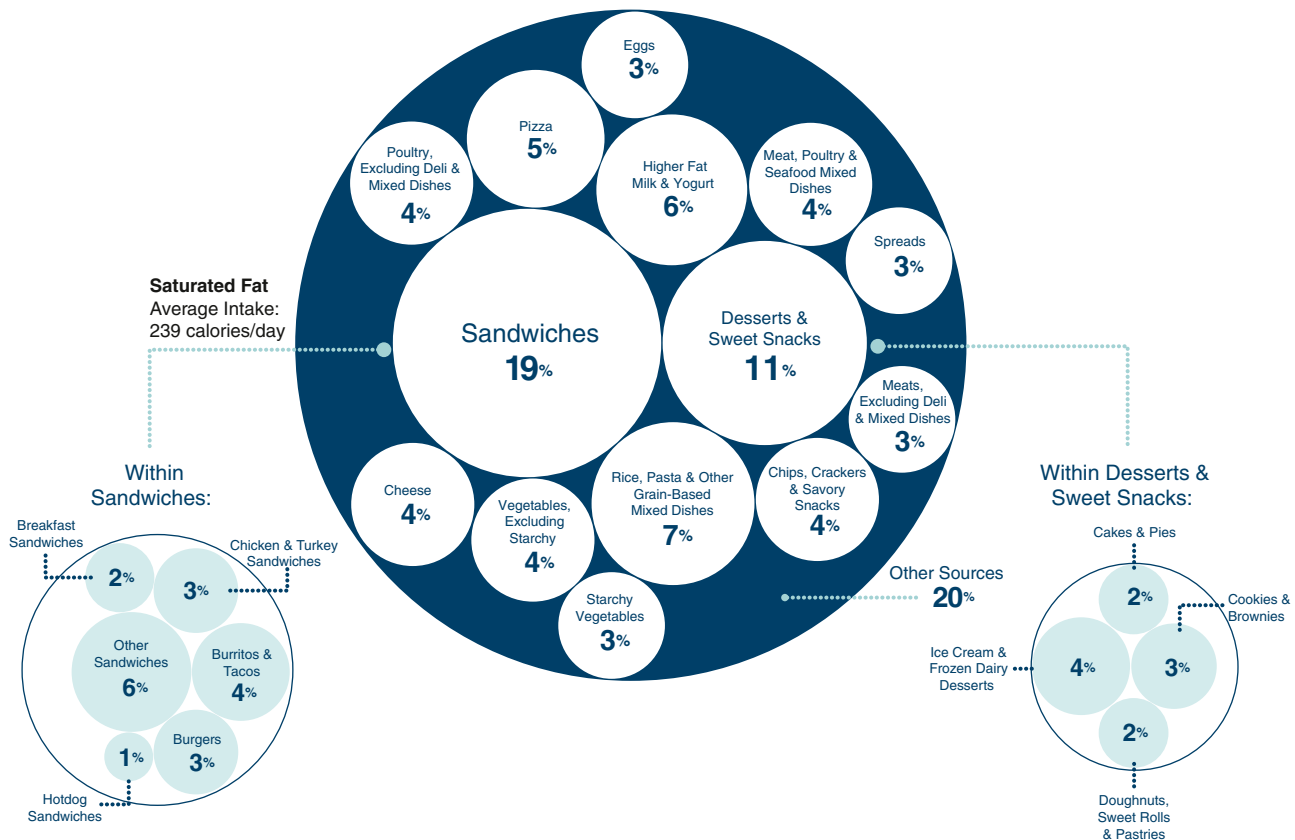 Eggs
3%
Pizza
5%
Poultry,
Excluding Deli &
Mixed Dishes
4%
Higher Fat
Milk & Yogurt
6%
Meat, Poultry &
Seafood Mixed
Dishes
4%
Spreads
3%
Saturated Fat
Average Intake:
239 calories/day
Sandwiches
19%
Desserts &
Sweet Snacks
11%
Meats,
Excluding Deli
& Mixed Dishes
3%
Cheese
4%
Vegetables,
Excluding
Starchy
4%
Rice, Pasta & Other
Grain-Based
Mixed Dishes
7%
Chips, Crackers
& Savory
Snacks
4%
Starchy
Vegetables
3%
Other Sources
20%
Within
Sandwiches:
Breakfast
Sandwiches
2%
Chicken & Turkey
Sandwiches
3%
Other
Sandwiches
6%
Burritos &
Tacos
4%
1%
Burgers
3%
Hotdog
Sandwiches
Within Desserts &
Sweet Snacks:
Cakes & Pies
2%
Cookies &
Brownies
3%
Ice Cream &
Frozen Dairy
Desserts
4%
2%
Doughnuts,
Sweet Rolls
& Pastries